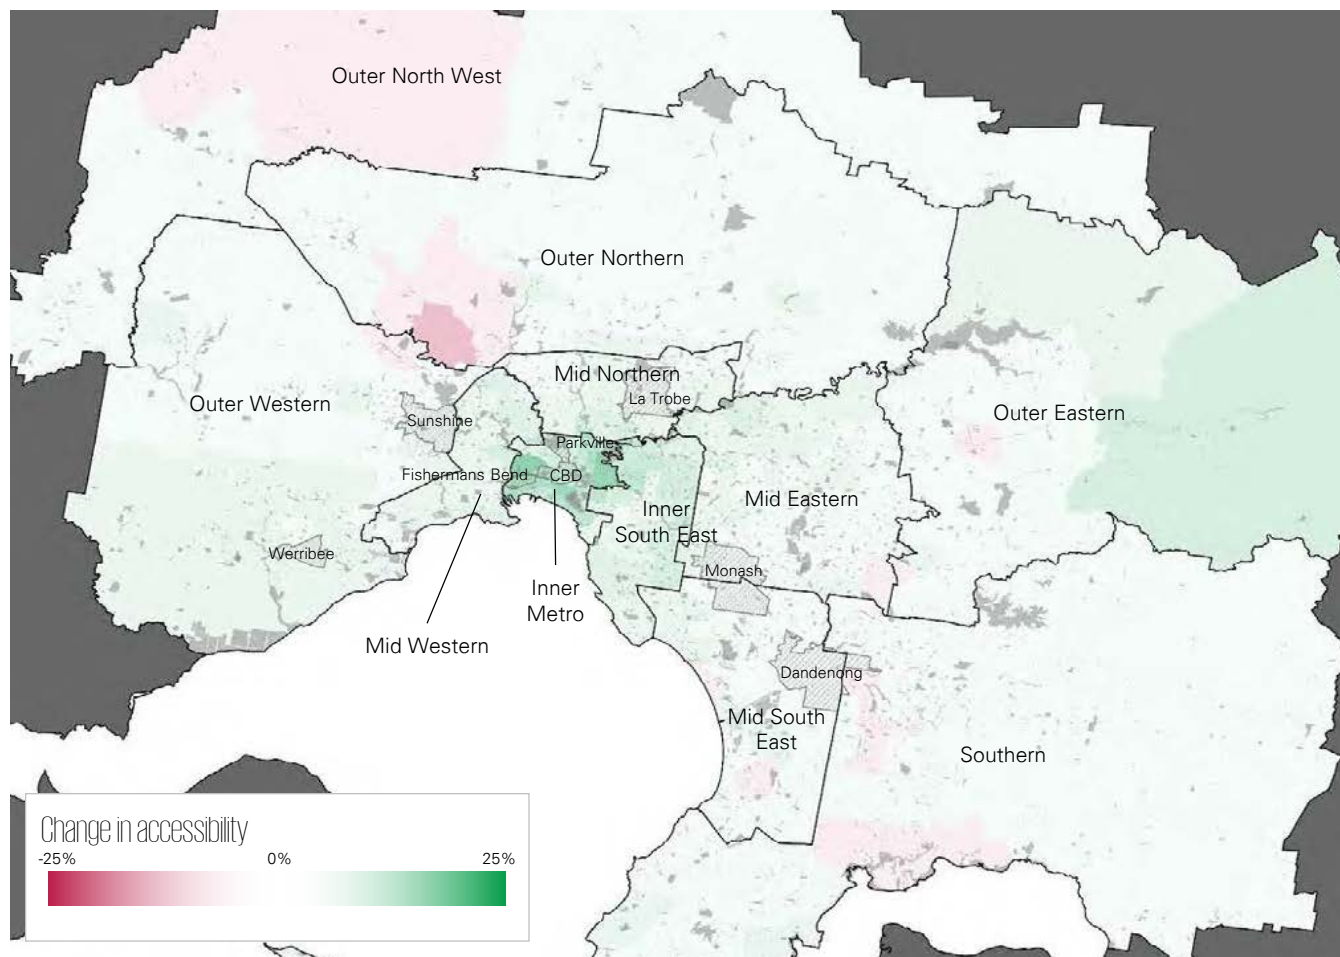 Outer North West
Outer Northern
Mid Northern
La Trobe
Outer Western
Sunshine
Outer Eastern
Parkville
Fishermans Bend
CBD
Mid Eastern
Inner
South East
Werribee
Monash
Inner
Metro
Mid Western
Dandenong
Mid South
East
Southern
Change in accessibility
-25%
0%
25%